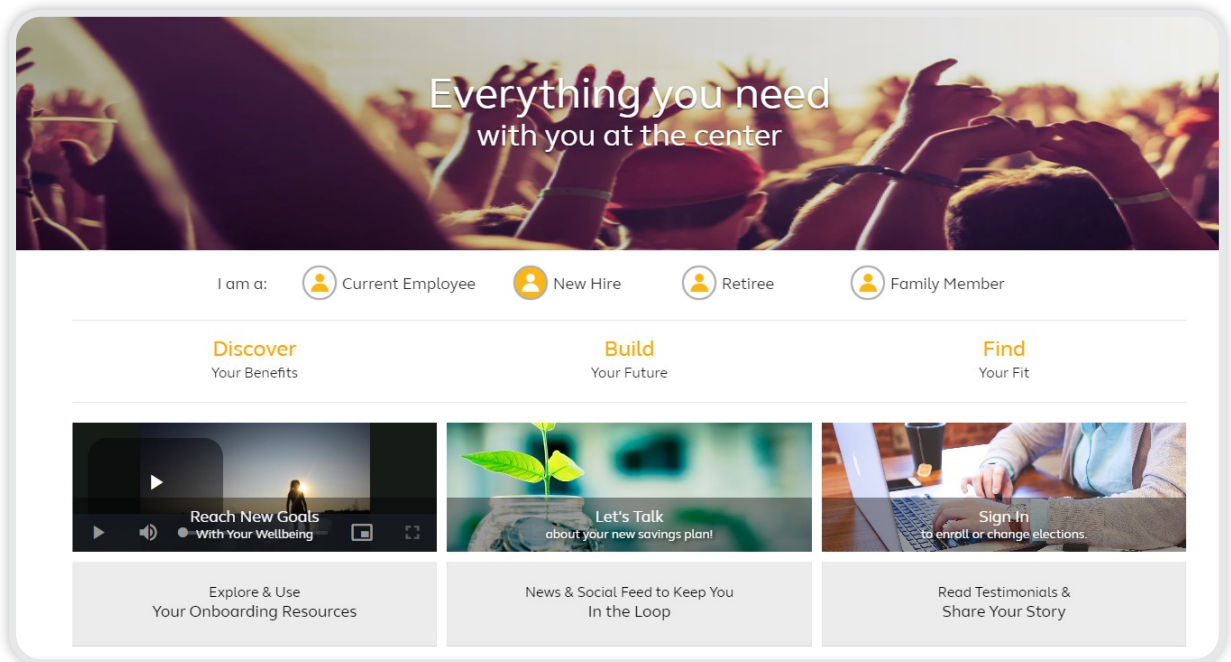 Everything you need
with you at the center
I am a:
Current Employee
New Hire
Retiree
Family Member
Discover
Your Benefits
Build
Your Future
Find
Your Fit
Reach New Goals
With Your Wellbeing
Let's Talk
about your new savings plan!
Sign In
to enroll or change elections.
Explore & Use
Your Onboarding Resources
News & Social Feed to Keep You
In the Loop
Read Testimonials &
Share Your Story